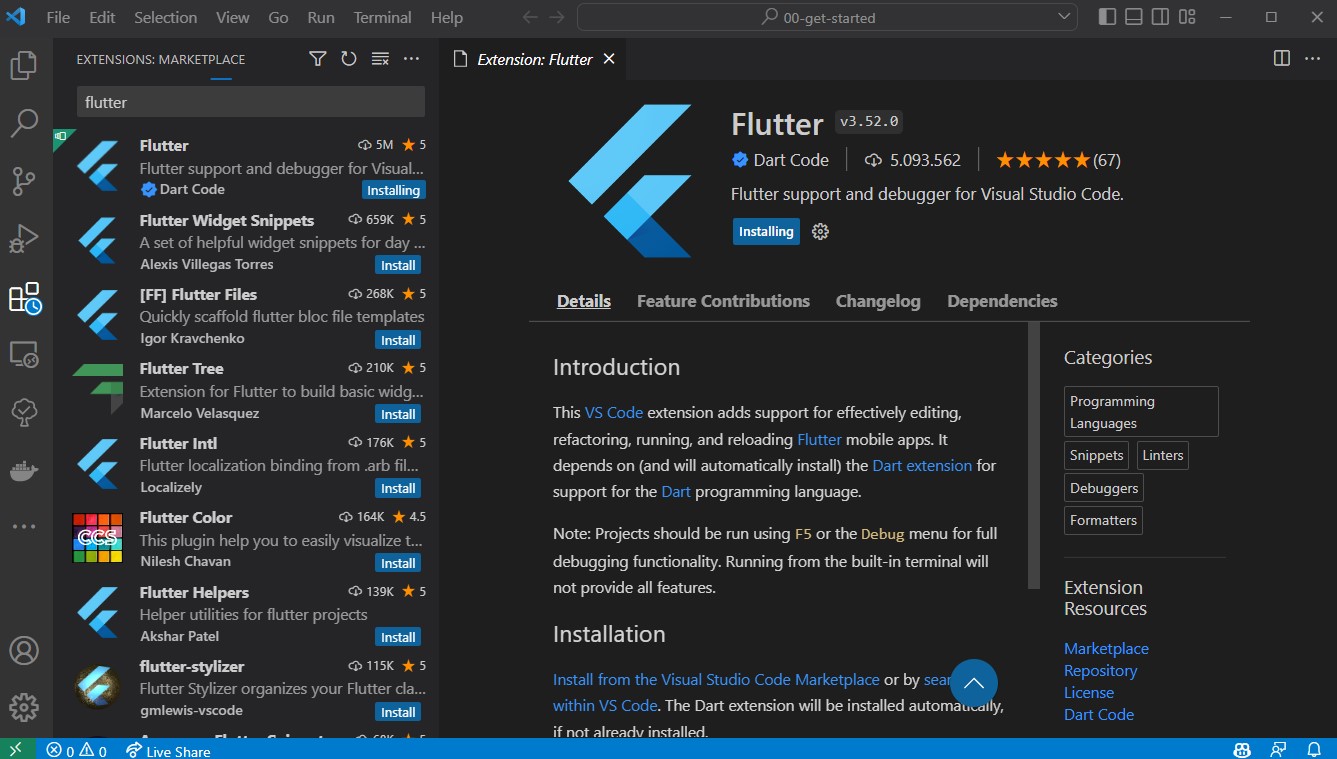 File Edit Selection View Go Run Terminal Help
00-get-started
EXTENSIONS: MARKETPLACE
flutter
Flutter 5M 5
Flutter support and debugger for Visual...
Dart Code Installing
Flutter Widget Snippets 659K 5
A set of helpful widget snippets for day ...
Alexis Villegas Torres Install
[FF] Flutter Files 268K 5
Quickly scaffold flutter bloc file templates
Igor Kravchenko Install
Flutter Tree 210K 5
Extension for Flutter to build basic widg...
Marcelo Velasquez Install
Flutter Intl 176K 5
Flutter localization binding from .arb fil...
Localizely Install
CCS
Flutter Color 164K 4.5
This plugin help you to easily visualize t...
Nilesh Chavan Install
Flutter Helpers 139K 5
Helper utilities for flutter projects
Akshar Patel Install
flutter-stylizer 115K 5
Flutter Stylizer organizes your Flutter cla...
gmlewis-vscode Install
Extension: Flutter
Flutter v3.52.0
Dart Code 5.093.562 (67)
Flutter support and debugger for Visual Studio Code.
Installing
Details Feature Contributions Changelog Dependencies
Introduction
This VS Code extension adds support for effectively editing,
refactoring, running, and reloading Flutter mobile apps. It
depends on (and will automatically install) the Dart extension for
support for the Dart programming language.
Note: Projects should be run using F5 or the Debug menu for full
debugging functionality. Running from the built-in terminal will
not provide all features.
Installation
Install from the Visual Studio Code Marketplace or by sear
within VS Code. The Dart extension will be installed automatically,
if not already installed.
Categories
Programming
Languages
Snippets Linters
Debuggers
Formatters
Extension
Resources
Marketplace
Repository
License
Dart Code
0 0 Live Share